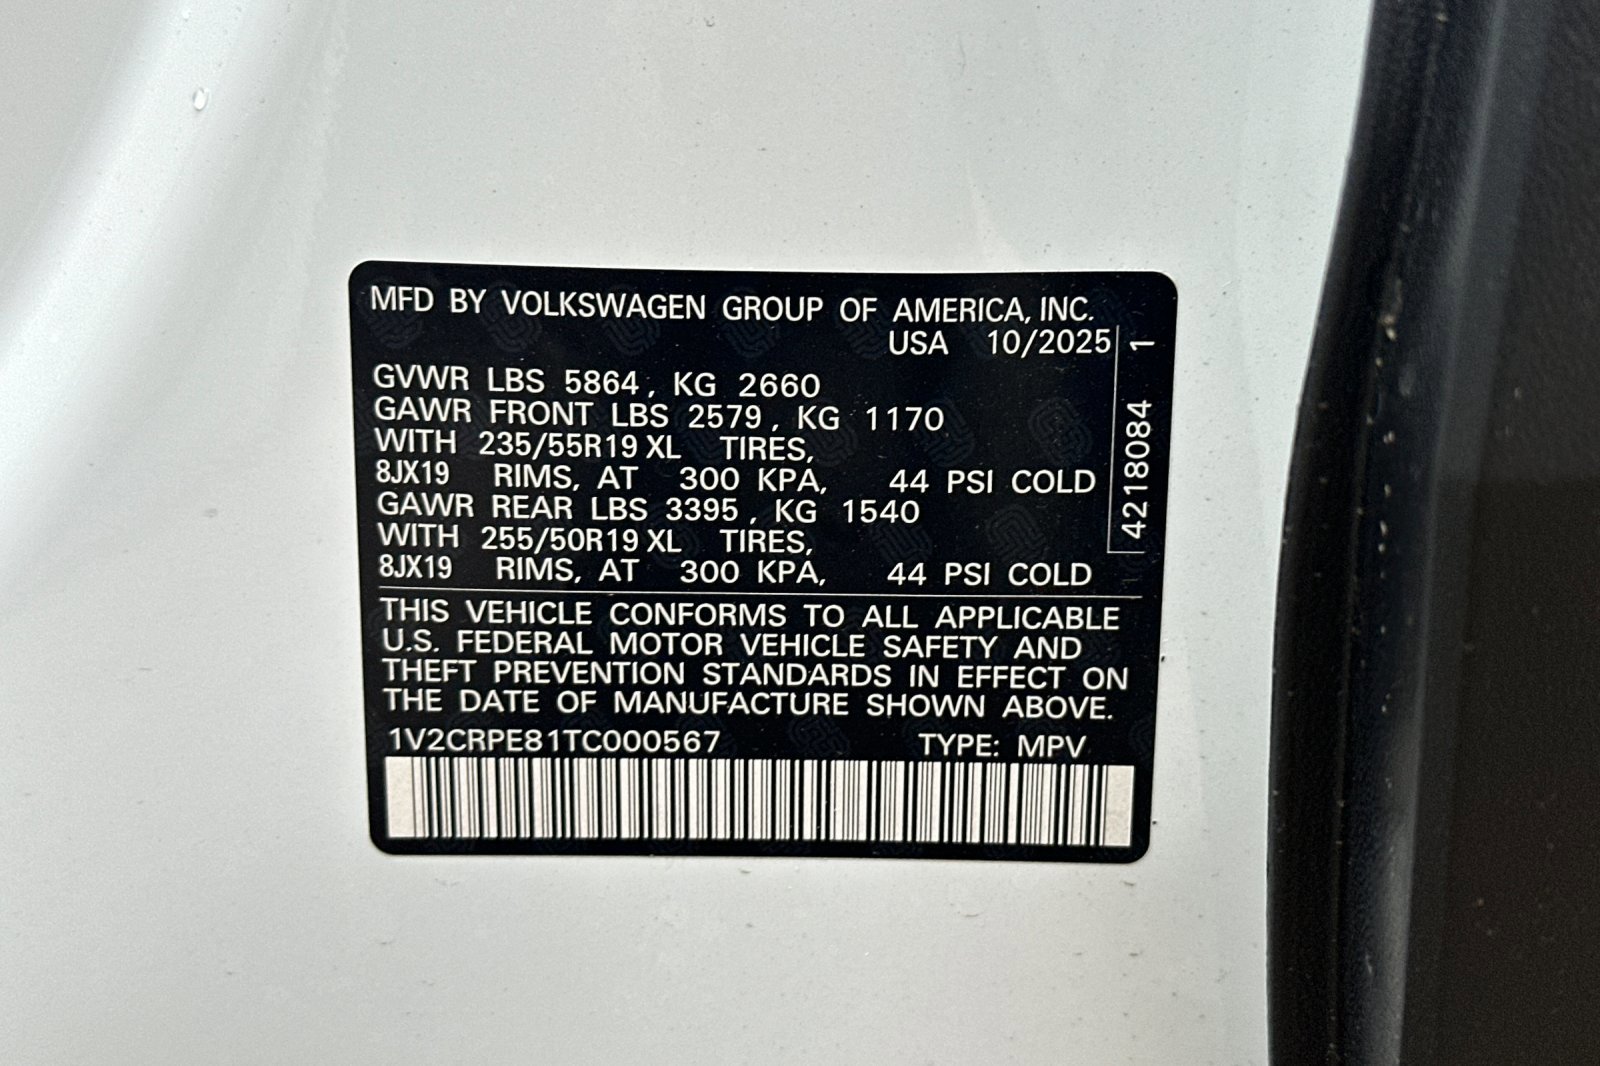 MFD BY VOLKSWAGEN GROUP OF AMERICA, INC.
USA 10/2025
GVWR LBS 5864, KG 2660
GAWR FRONT LBS 2579, KG 1170
WITH 235/55R19 XL TIRES,
8JX19 RIMS, AT 300 KPA, 44 PSI COLD
GAWR REAR LBS 3395, KG 1540
WITH 255/50R19 XL TIRES,
8JX19 RIMS, AT 300 KPA, 44 PSI COLD
4218084 1
THIS VEHICLE CONFORMS TO ALL APPLICABLE
U.S. FEDERAL MOTOR VEHICLE SAFETY AND
THEFT PREVENTION STANDARDS IN EFFECT ON
THE DATE OF MANUFACTURE SHOWN ABOVE.
1V2CRPE81TC000567 TYPE: MPV